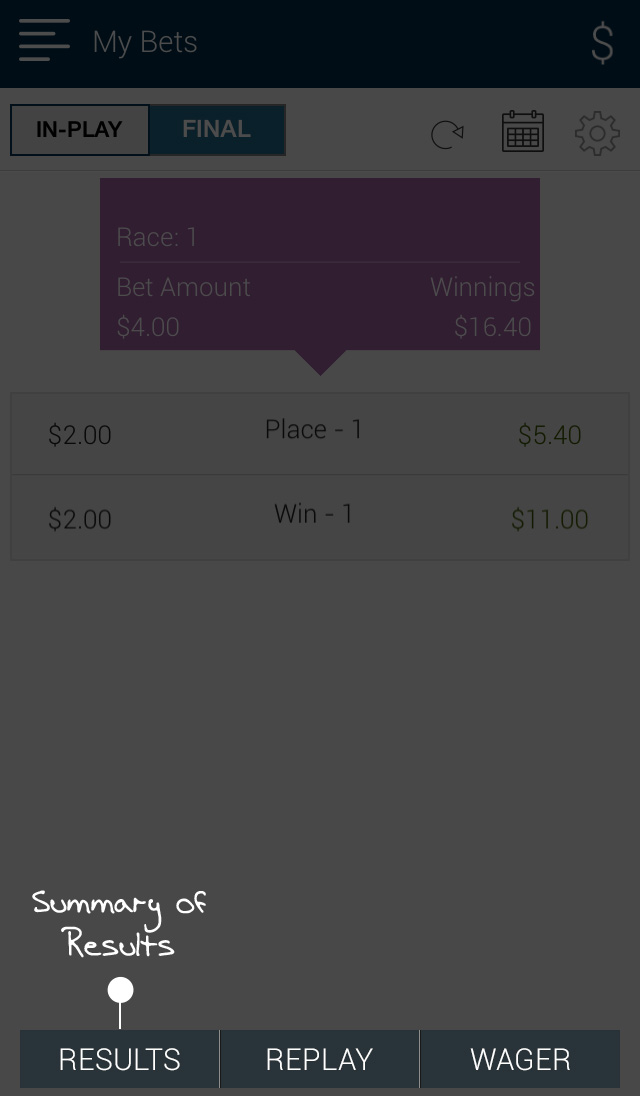 My Bets $
IN-PLAY FINAL
Race: 1
Bet Amount Winnings
$4.00 $16.40
$2.00 Place - 1 $5.40
$2.00 Win - 1 $11.00
Summary of
Results
RESULTS REPLAY WAGER